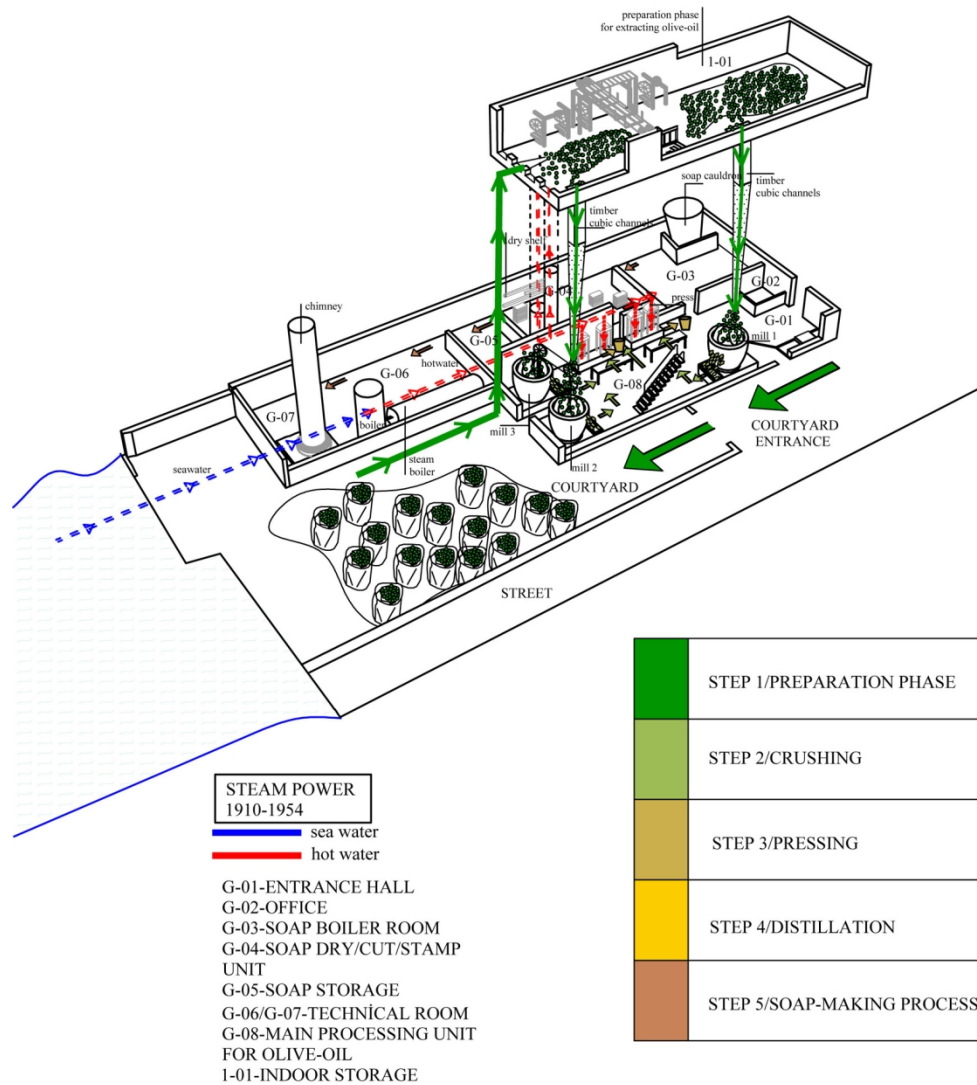 preparation phase
for extracting olive-oil
1-01
soap cauldron
timber
cubic channels
timber
cubic channels
dry shelf
G-03
G-02
G-04
G-01
press
chimney
mill 1
G-05
hotwater
G-06
G-08
G-07
boiler
COURTYARD
ENTRANCE
mill 3
seawater
steam
boiler
mill 2
COURTYARD
STREET
STEP 1/PREPARATION PHASE
STEP 2/CRUSHING
STEP 3/PRESSING
STEP 4/DISTILLATION
STEP 5/SOAP-MAKING PROCESS
STEAM POWER
1910-1954
sea water
hot water
G-01-ENTRANCE HALL
G-02-OFFICE
G-03-SOAP BOILER ROOM
G-04-SOAP DRY/CUT/STAMP
UNIT
G-05-SOAP STORAGE
G-06/G-07-TECHNİCAL ROOM
G-08-MAIN PROCESSING UNIT
FOR OLIVE-OIL
1-01-INDOOR STORAGE